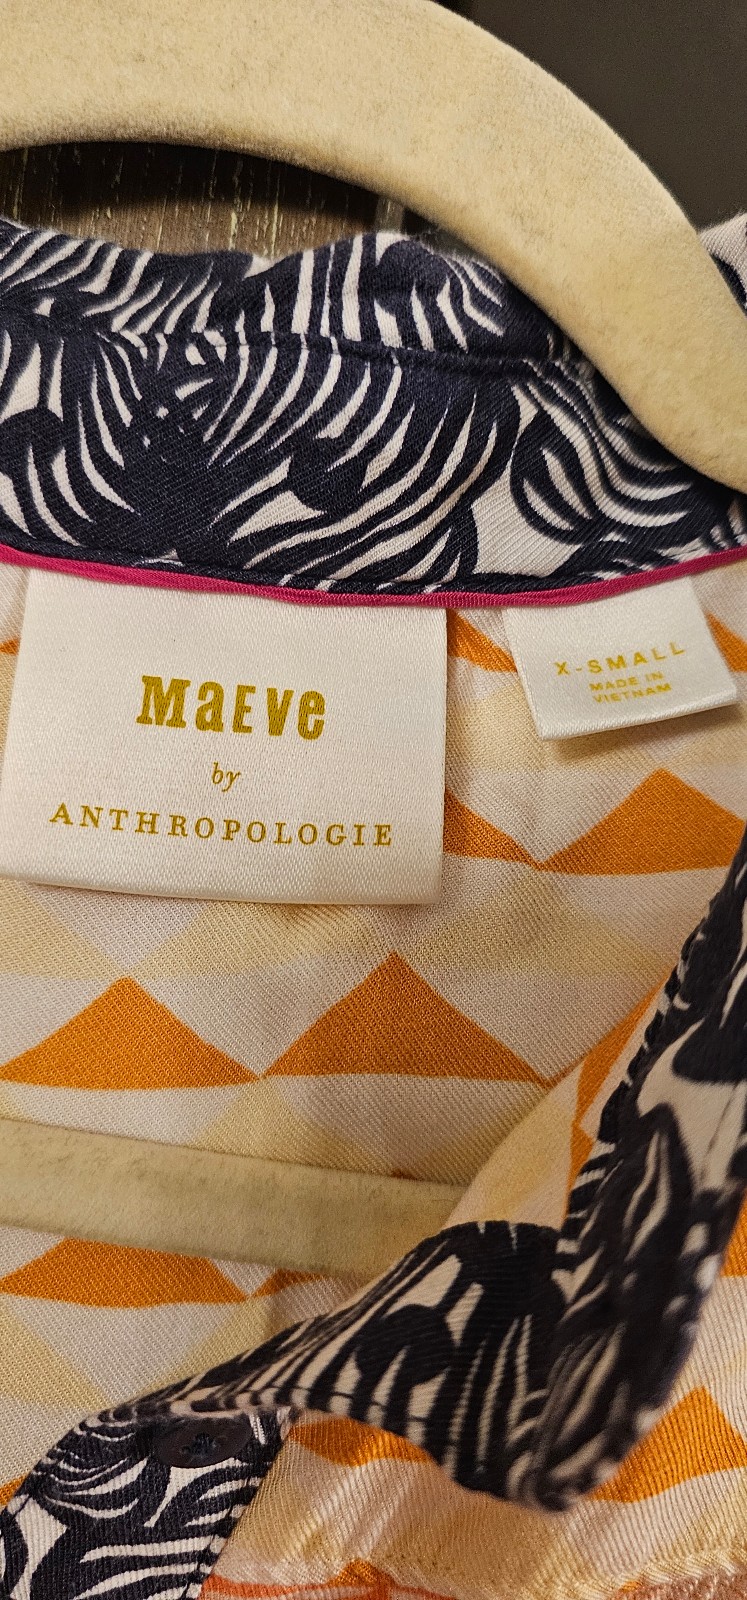 MaEve
by
ANTHROPOLOGIE
X-SMALL
MADE IN
VIETNAM